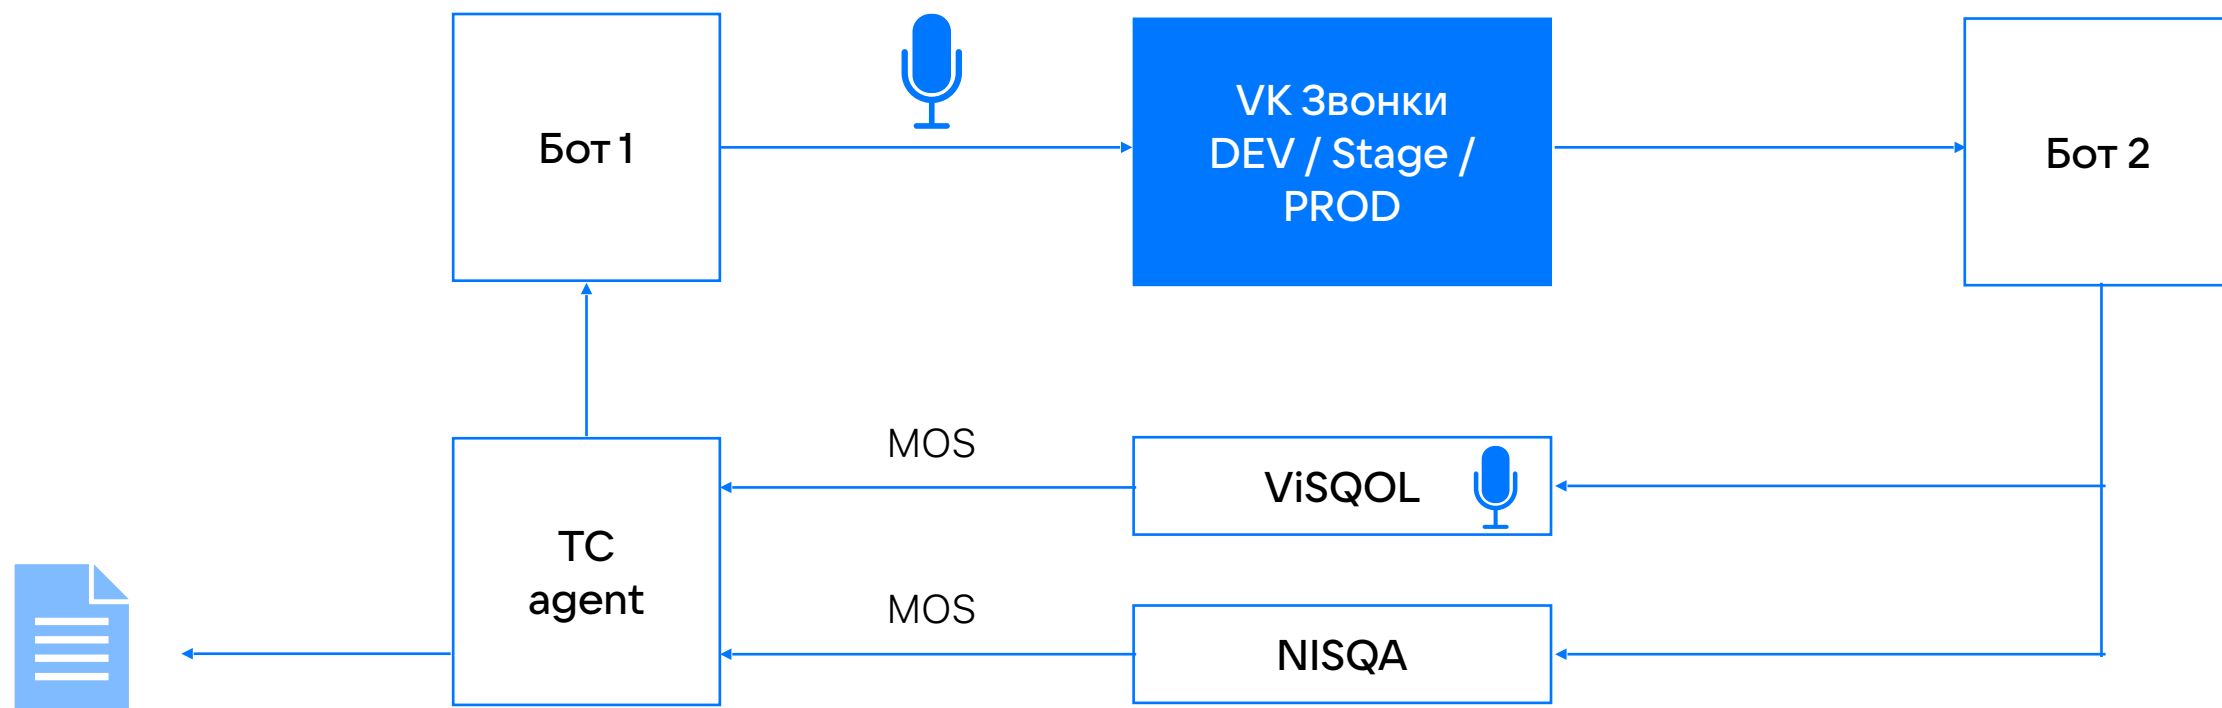 Бот 1
VK Звонки
DEV / Stage /
PROD
Бот 2
MOS
ViSQOL
TC
agent
MOS
NISQA